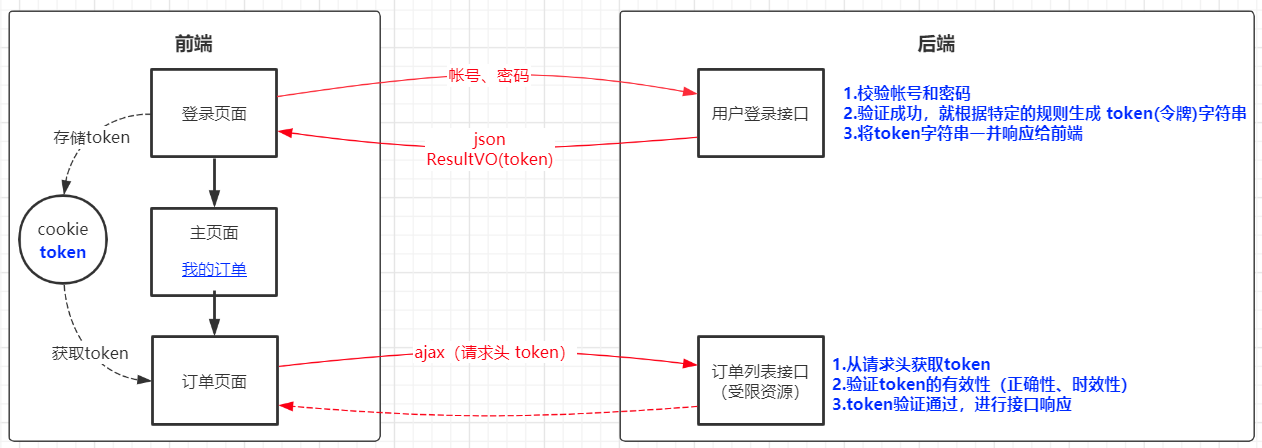 前端
后端
登录页面
帐号、密码
用户登录接口
1.校验帐号和密码
2.验证成功，就根据特定的规则生成 token(令牌)字符串
3.将token字符串一并响应给前端
存储token
json
ResultVO(token)
cookie
token
主页面
我的订单
获取token
订单页面
ajax（请求头 token）
订单列表接口
（受限资源）
1.从请求头获取token
2.验证token的有效性（正确性、时效性）
3.token验证通过，进行接口响应